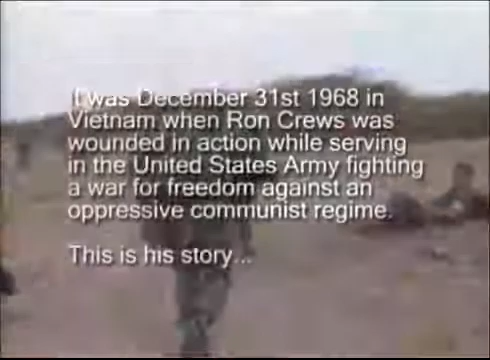 It was December 31st 1968 in
Vietnam when Ron Crews was
wounded in action while serving
in the United States Army fighting
a war for freedom against an
oppressive communist regime.
This is his story...